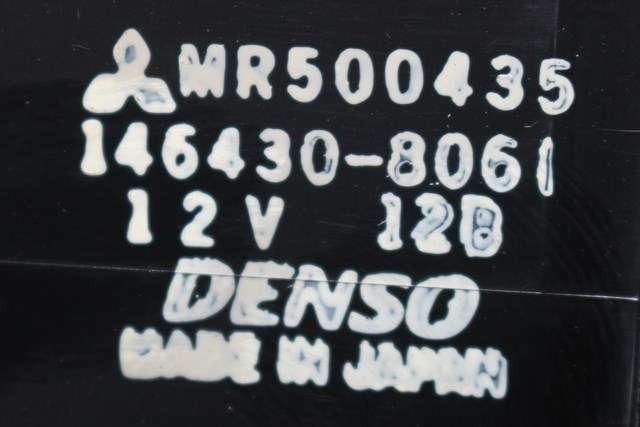 MR500435
146430-8061
12V 12B
DENSO
MADE IN JAPAN